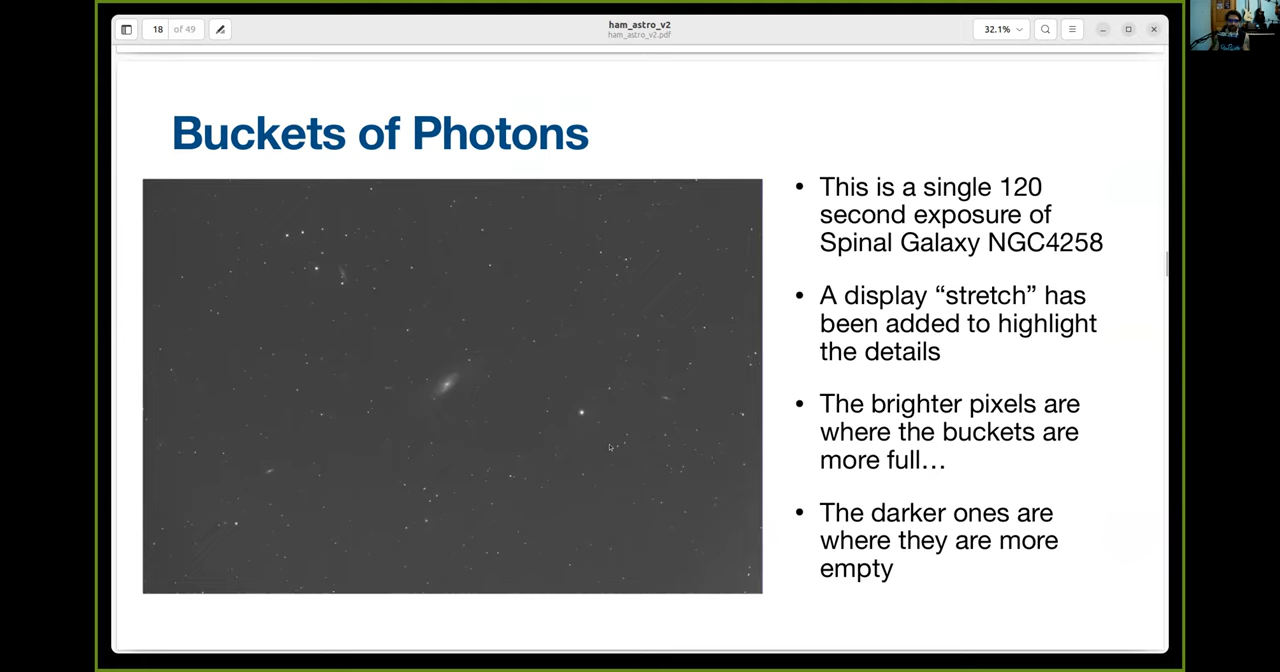 ham_astro_v2
ham_astro_v2.pdf
18 of 49
32.1%
Buckets of Photons
• This is a single 120
second exposure of
Spinal Galaxy NGC4258
• A display “stretch” has
been added to highlight
the details
• The brighter pixels are
where the buckets are
more full…
• The darker ones are
where they are more
empty